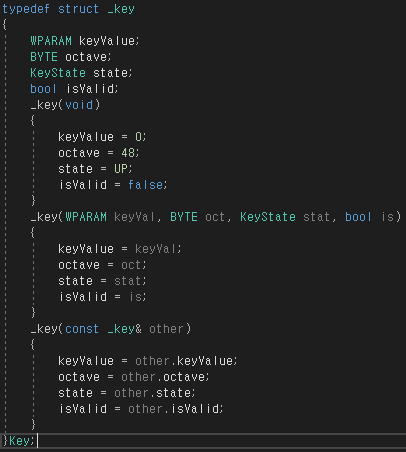 typedef struct _key
{
    WPARAM keyValue;
    BYTE octave;
    KeyState state;
    bool isValid;
    _key(void)
    {
        keyValue = 0;
        octave = 48;
        state = UP;
        isValid = false;
    }
    _key(WPARAM keyVal, BYTE oct, KeyState stat, bool is)
    {
        keyValue = keyVal;
        octave = oct;
        state = stat;
        isValid = is;
    }
    _key(const _key& other)
    {
        keyValue = other.keyValue;
        octave = other.octave;
        state = other.state;
        isValid = other.isValid;
    }
}Key;